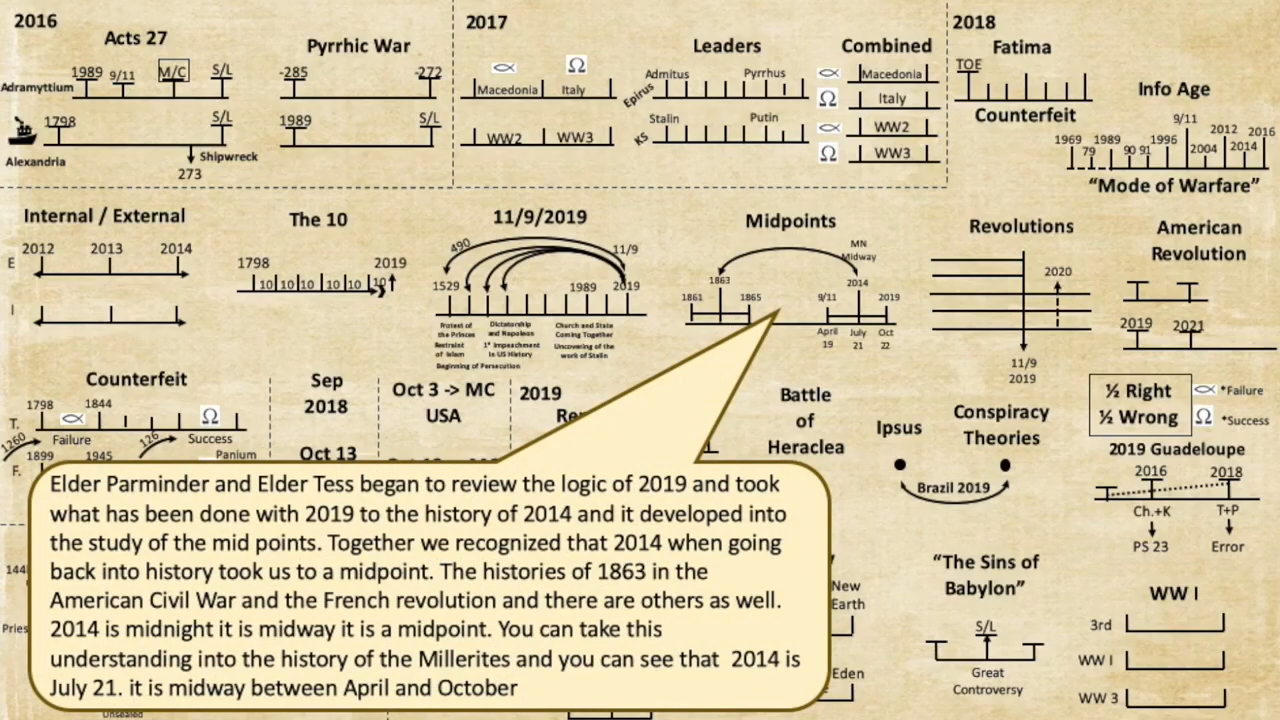 2016
Acts 27
1989 9/11 M/C S/L
Adramyttium
1798 S/L
Alexandria
Shipwreck
273
Pyrrhic War
-285 -272
1989 S/L
2017
Macedonia Italy
Ω
WW2 WW3
Leaders
Admitus Pyrrhus
Epirus
Stalin Putin
KS
Combined
Macedonia
Ω Italy
WW2
Ω WW3
2018
Fatima
TOE
Counterfeit
Info Age
9/11
1969 1989 1996 2012 2016
79 90 91 2004 2014
"Mode of Warfare"
Internal / External
2012 2013 2014
E
I
The 10
1798 2019
10 10 10 10 10
11/9/2019
490 11/9
1529 1989 2019
Protest of
the Princes
Restraint
of Islam
Dictatorship
and Napoleon
1st Impeachment
in US History
Church and State
Coming Together
Uncovering of the
work of Stalin
Beginning of Persecution
Midpoints
MN
Midway
1863 2014
1861 1865 9/11 2019
April
19
July
21
Oct
22
Revolutions
2020
11/9
2019
American
Revolution
2019 2021
Counterfeit
1798 1844
Ω
T.
1260 Failure 126 Success
Panium
F. 1899 1945
Sep
2018
Oct 13
Oct 3 -> MC
USA
2019
Battle
of
Heraclea
Ipsus
Conspiracy
Theories
Brazil 2019
½ Right
½ Wrong
*Failure
Ω *Success
2019 Guadeloupe
2016 2018
Ch.+K T+P
PS 23 Error
Elder Parminder and Elder Tess began to review the logic of 2019 and took
what has been done with 2019 to the history of 2014 and it developed into
the study of the mid points. Together we recognized that 2014 when going
back into history took us to a midpoint. The histories of 1863 in the
American Civil War and the French revolution and there are others as well.
2014 is midnight it is midway it is a midpoint. You can take this
understanding into the history of the Millerites and you can see that 2014 is
July 21. it is midway between April and October
New
Earth
Eden
"The Sins of
Babylon"
S/L
Great
Controversy
WW I
3rd
WW I
WW 3
Unsealed